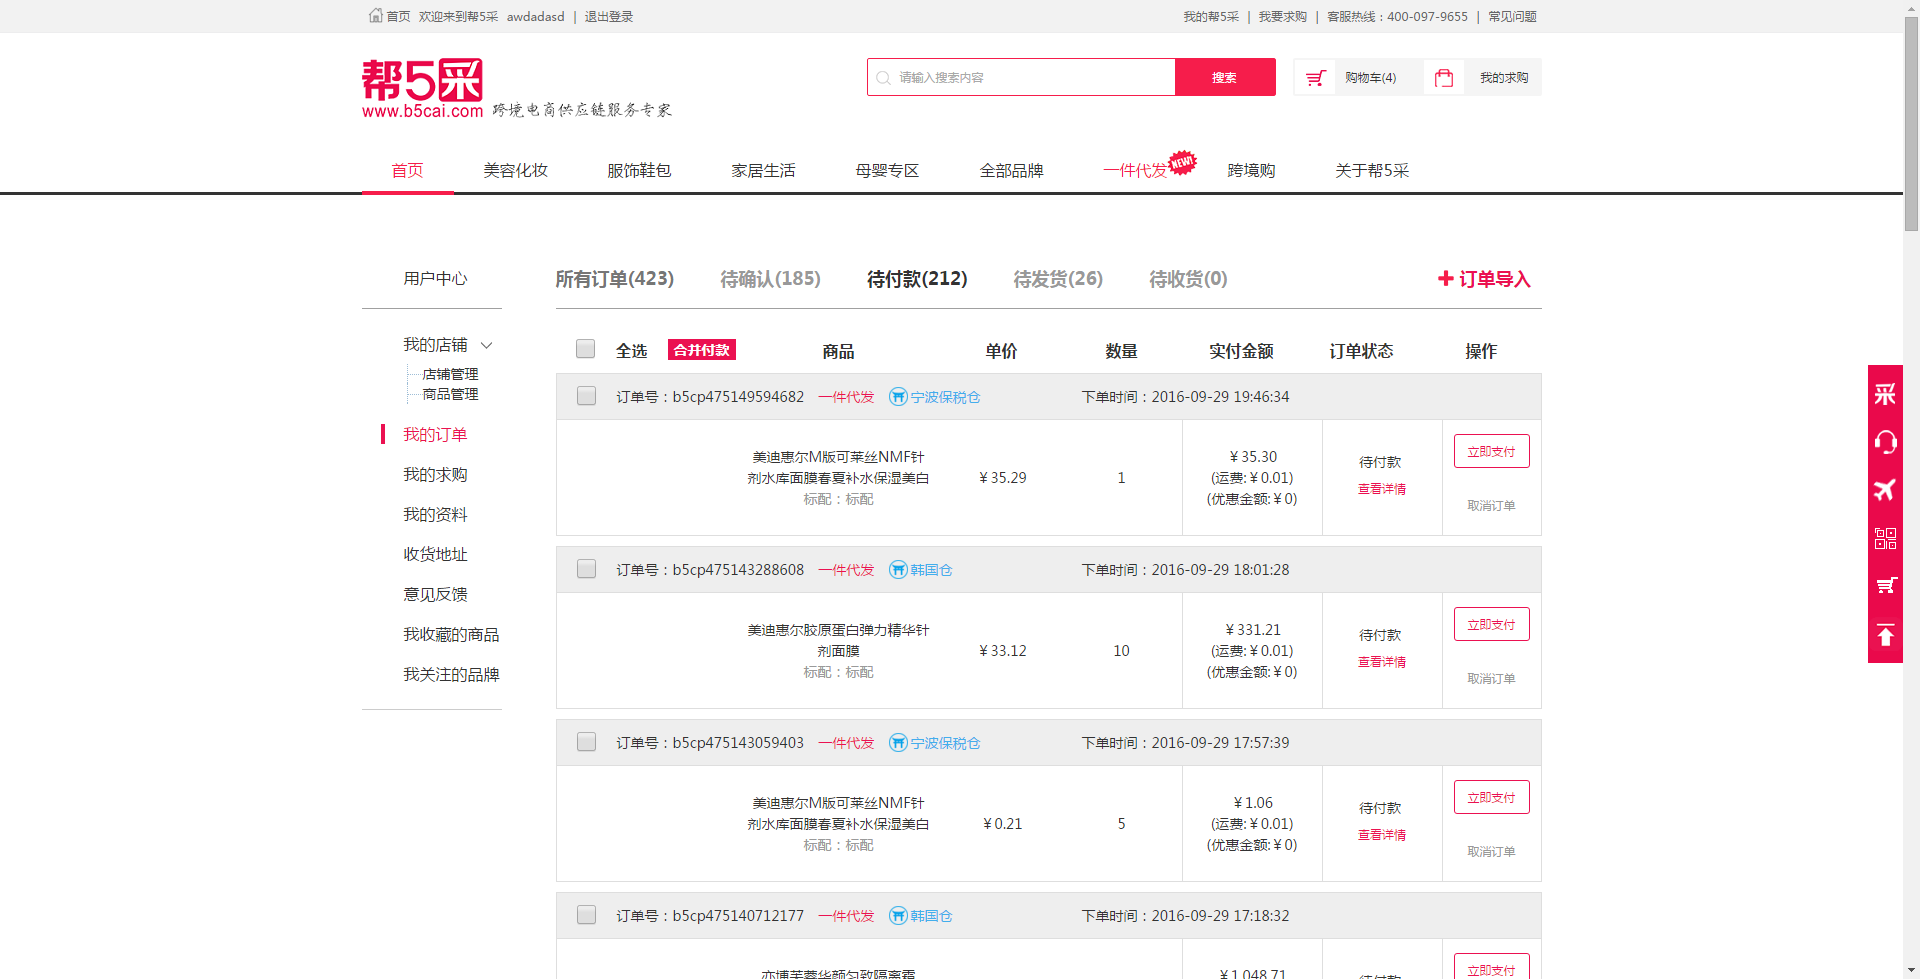 首页 欢迎来到帮5采 awdadasd | 退出登录
我的帮5采 | 我要求购 | 客服热线：400-097-9655 | 常见问题
帮5采
www.b5cai.com 跨境电商供应链服务专家
请输入搜索内容 搜索 购物车(4) 我的求购
首页 美容化妆 服饰鞋包 家居生活 母婴专区 全部品牌 一件代发 NEW! 跨境购 关于帮5采
用户中心
我的店铺
店铺管理
商品管理
我的订单
我的求购
我的资料
收货地址
意见反馈
我收藏的商品
我关注的品牌
所有订单(423) 待确认(185) 待付款(212) 待发货(26) 待收货(0) 订单导入
全选 合并付款 商品 单价 数量 实付金额 订单状态 操作
订单号：b5cp475149594682 一件代发 宁波保税仓 下单时间：2016-09-29 19:46:34
美迪惠尔M版可莱丝NMF针
剂水库面膜春夏补水保湿美白
标配：标配
￥35.29
1
￥35.30
(运费:￥0.01)
(优惠金额:￥0)
待付款
查看详情
立即支付
取消订单
订单号：b5cp475143288608 一件代发 韩国仓 下单时间：2016-09-29 18:01:28
美迪惠尔胶原蛋白弹力精华针
剂面膜
标配：标配
￥33.12
10
￥331.21
(运费:￥0.01)
(优惠金额:￥0)
待付款
查看详情
立即支付
取消订单
订单号：b5cp475143059403 一件代发 宁波保税仓 下单时间：2016-09-29 17:57:39
美迪惠尔M版可莱丝NMF针
剂水库面膜春夏补水保湿美白
标配：标配
￥0.21
5
￥1.06
(运费:￥0.01)
(优惠金额:￥0)
待付款
查看详情
立即支付
取消订单
订单号：b5cp475140712177 一件代发 韩国仓 下单时间：2016-09-29 17:18:32
亦博芙蓉华颜匀致隔离霜
￥1,048.71
待付款
立即支付
采